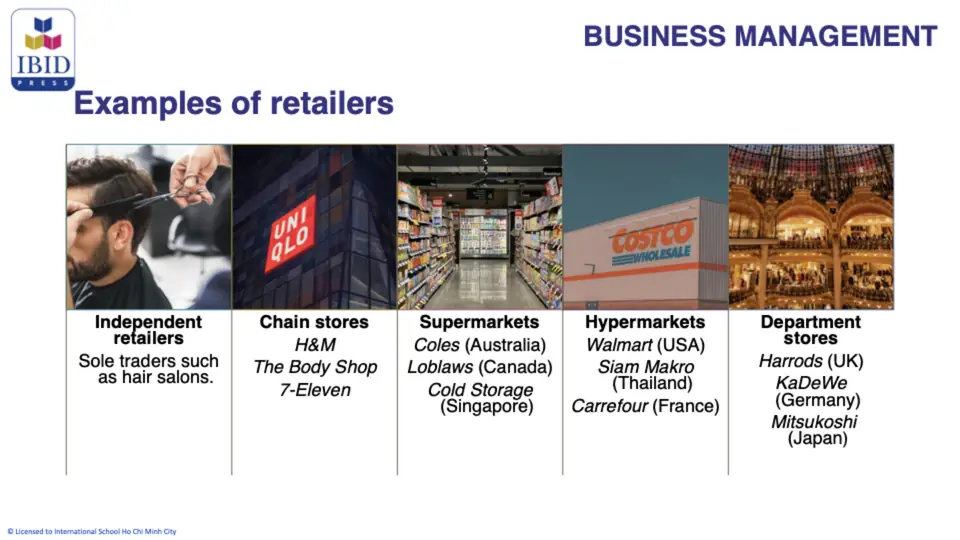 IBID
PRESS
BUSINESS MANAGEMENT
Examples of retailers
UNI
QLO
COSTCO
WHOLESALE
Independent
retailers
Sole traders such
as hair salons.
Chain stores
H&M
The Body Shop
7-Eleven
Supermarkets
Coles (Australia)
Loblaws (Canada)
Cold Storage
(Singapore)
Hypermarkets
Walmart (USA)
Siam Makro
(Thailand)
Carrefour (France)
Department
stores
Harrods (UK)
KaDeWe
(Germany)
Mitsukoshi
(Japan)
© Licensed to International School Ho Chi Minh City